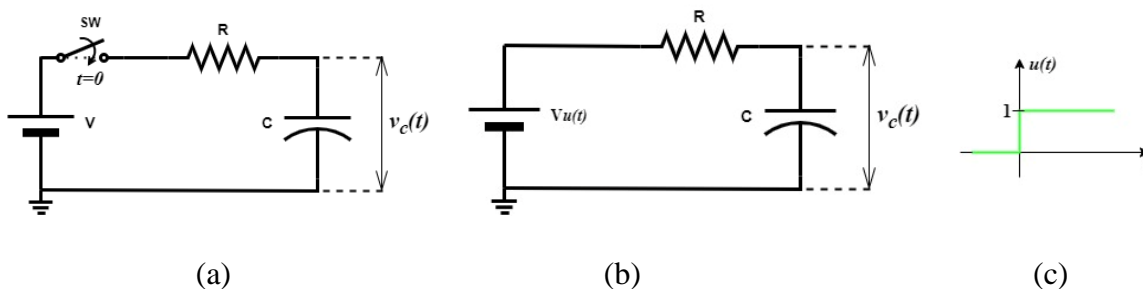 SW
R
t=0
V
C
v_c(t)
(a)
R
Vu(t)
C
v_c(t)
(b)
u(t)
1
(c)